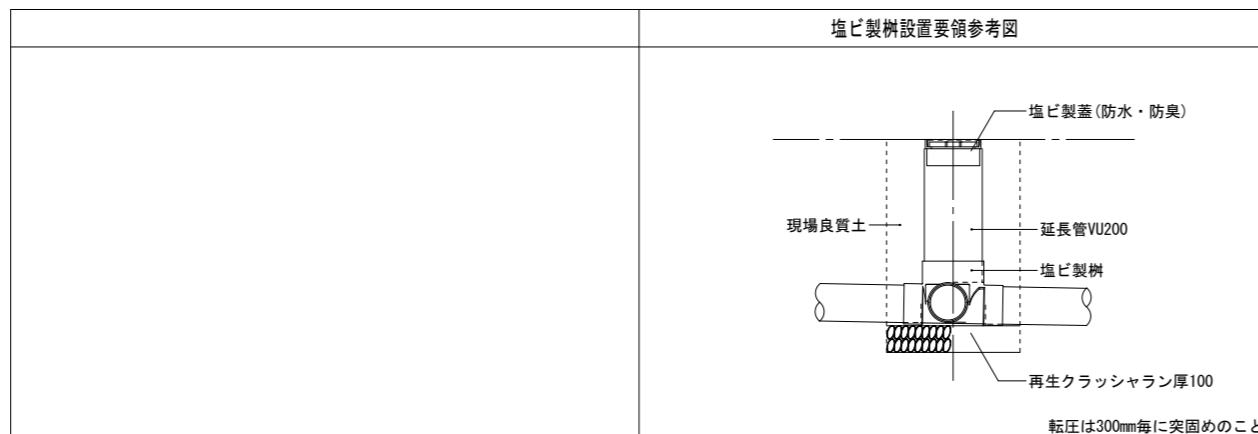 塩ビ製桝設置要領参考図
塩ビ製蓋(防水・防臭)
現場良質土
延長管VU200
塩ビ製桝
再生クラッシャラン厚100
転圧は300mm毎に突固めのこと